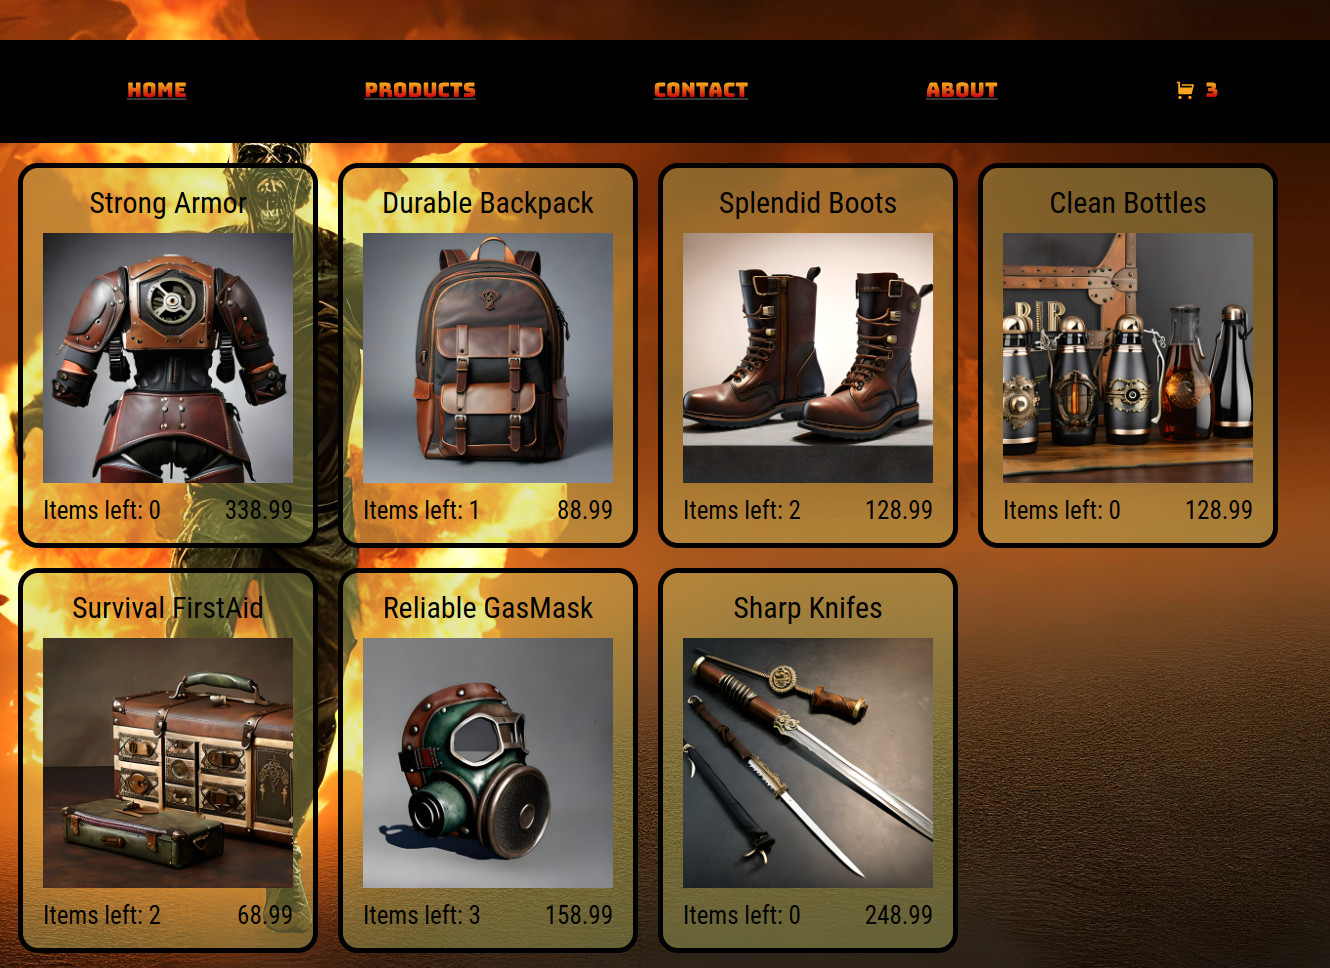 HOME PRODUCTS CONTACT ABOUT 3
Strong Armor
Durable Backpack
Splendid Boots
Clean Bottles
RIP
Items left: 0 338.99
Items left: 1 88.99
Items left: 2 128.99
Items left: 0 128.99
Survival FirstAid
Reliable GasMask
Sharp Knifes
Items left: 2 68.99
Items left: 3 158.99
Items left: 0 248.99